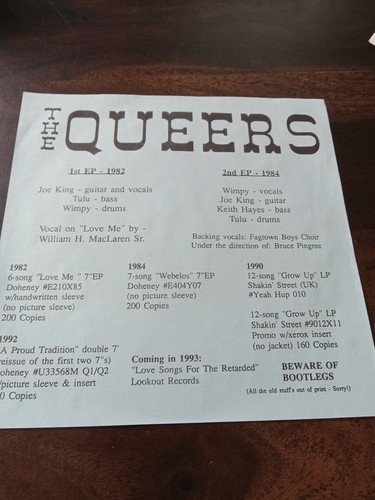 THE QUEERS
1st EP - 1982
Joe King - guitar and vocals
Tulu - bass
Wimpy - drums
Vocal on "Love Me" by -
William H. MacLaren Sr.
2nd EP - 1984
Wimpy - vocals
Joe King - guitar
Keith Hayes - bass
Tulu - drums
Backing vocals: Fagtown Boys Choir
Under the direction of: Bruce Pingree
1982
6-song "Love Me " 7"EP
Doheney #E210X85
w/handwritten sleeve
(no picture sleeve)
200 Copies
1984
7-song "Webelos" 7"EP
Doheney #E404Y07
(no picture sleeve)
200 Copies
1990
12-song "Grow Up" LP
Shakin' Street (UK)
#Yeah Hup 010
12-song "Grow Up" LP
Shakin' Street #9012X11
Promo w/xerox insert
(no jacket) 160 Copies
1992
"A Proud Tradition" double 7'
reissue of the first two 7"s)
oheney #U33568M Q1/Q2
/picture sleeve & insert
0 Copies
Coming in 1993:
"Love Songs For The Retarded"
Lookout Records
BEWARE OF
BOOTLEGS
(All the old stuff's out of print - Sorry!)